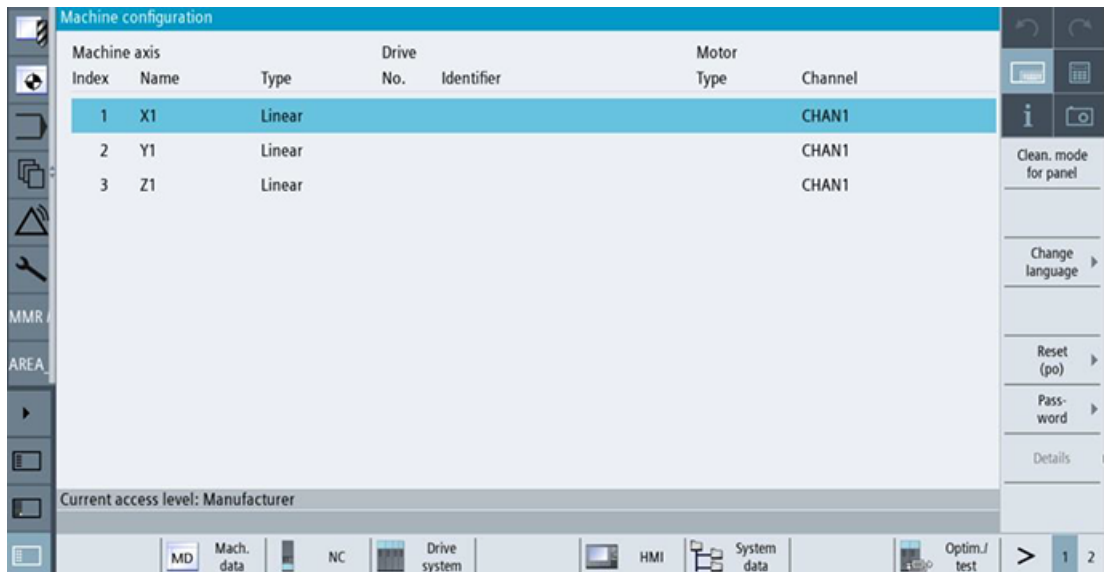 Machine configuration
Machine axis Drive Motor
Index Name Type No. Identifier Type Channel
1 X1 Linear CHAN1
2 Y1 Linear CHAN1
3 Z1 Linear CHAN1
Current access level: Manufacturer
MMR
AREA_
i
Clean. mode
for panel
Change
language
Reset
(po)
Pass-
word
Details
MD Mach.
data
NC
Drive
system
HMI
System
data
Optim./
test
> 1 2